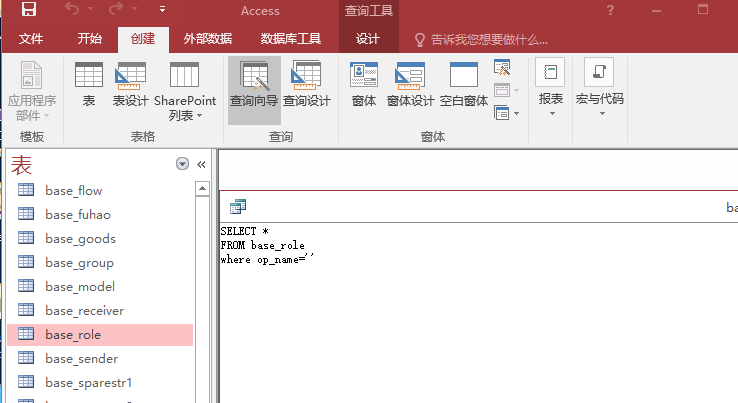 Access
查询工具
?
文件
开始
创建
外部数据
数据库工具
设计
告诉我您想要做什么...
应用程序
部件
表
表设计
SharePoint
列表
查询向导
查询设计
窗体
窗体设计
空白窗体
报表
宏与代码
模板
表格
查询
窗体
表
base_flow
base_fuhao
base_goods
base_group
base_model
base_receiver
base_role
base_sender
base_sparestr1
ba
SELECT *
FROM base_role
where op_name=''